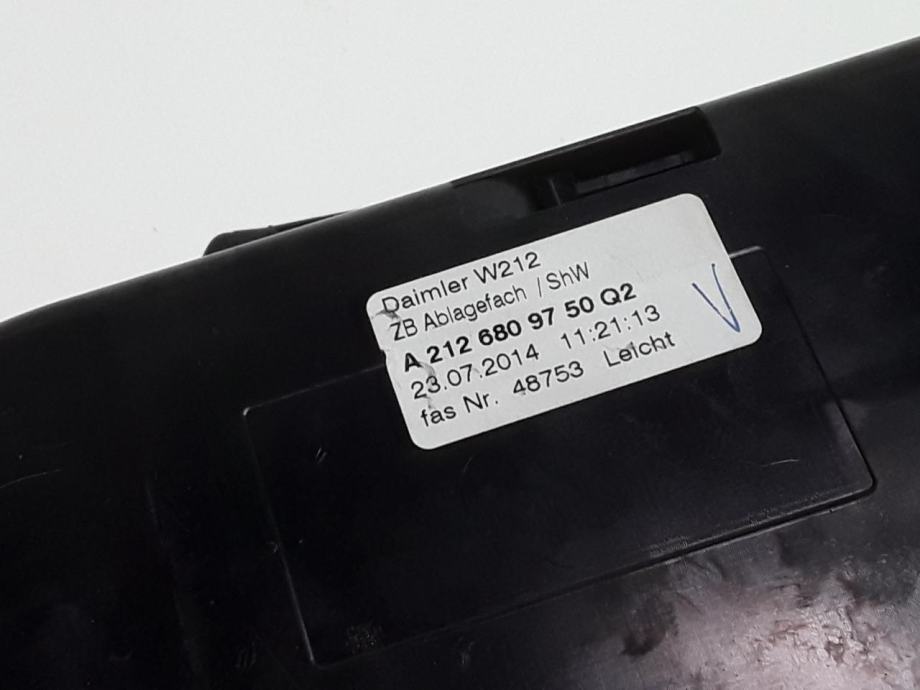 Daimler W212
ZB Ablagefach / ShW
A 212 680 97 50 Q2
23.07.2014 11:21:13
fas Nr. 48753 Leicht